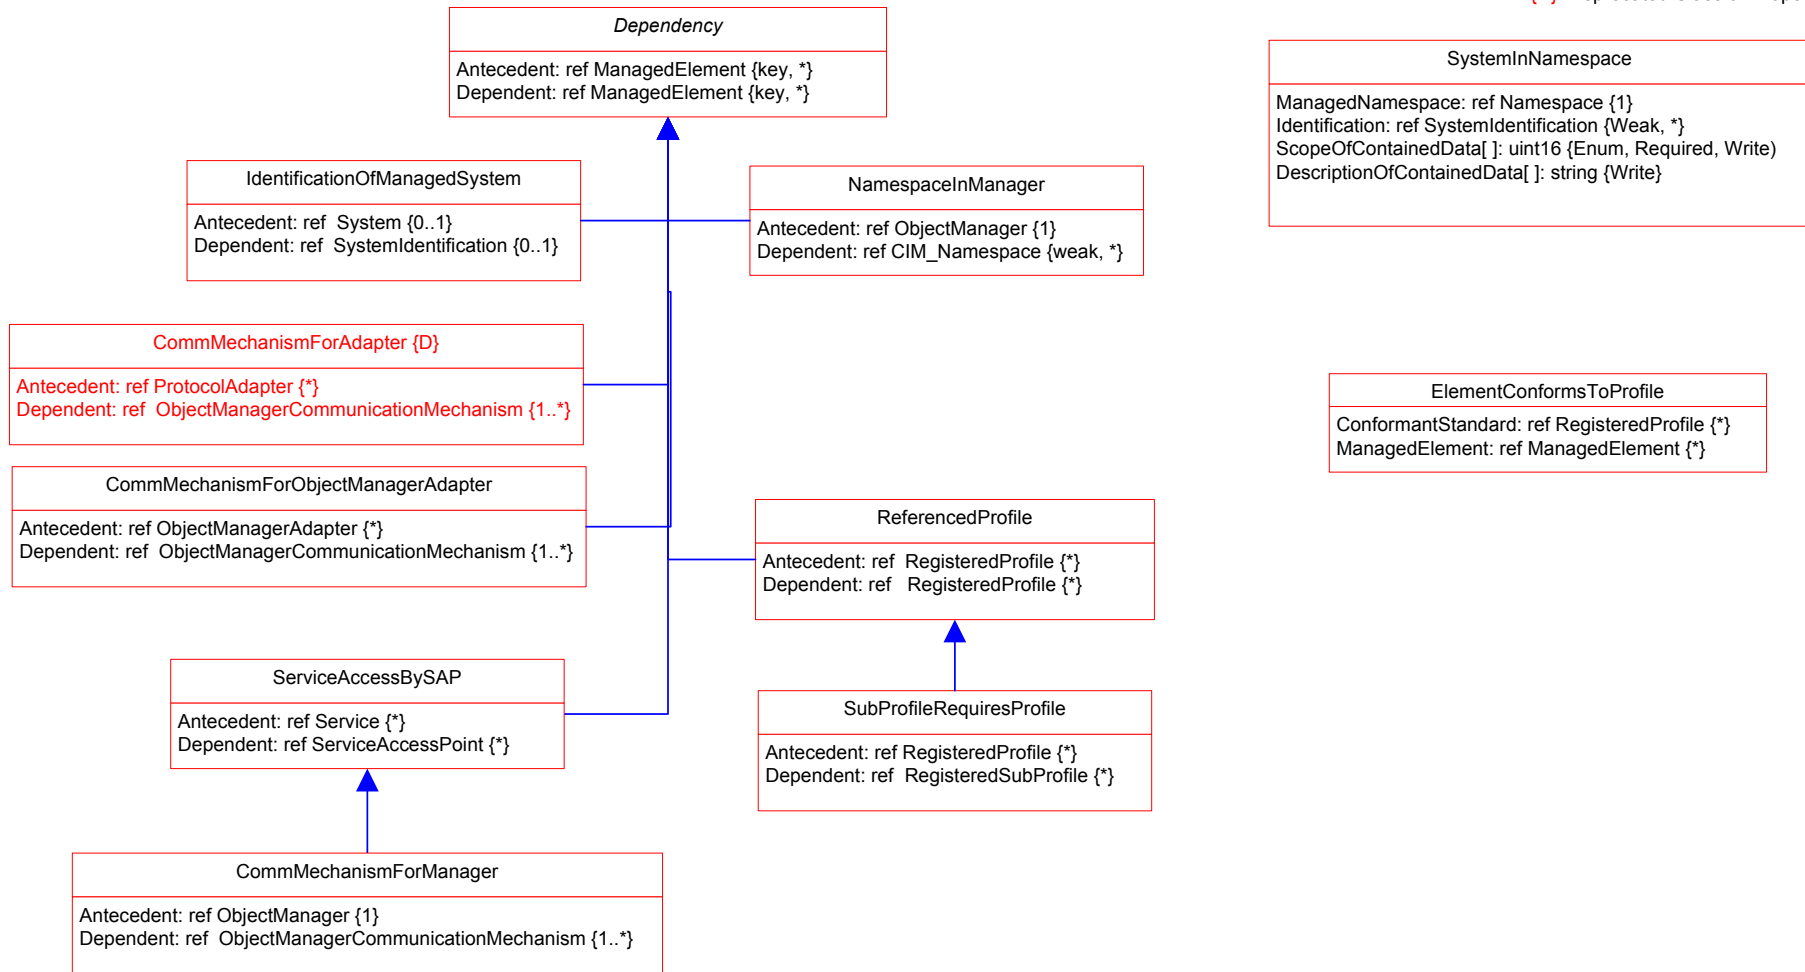 Dependency
Antecedent: ref ManagedElement {key, *}
Dependent: ref ManagedElement {key, *}
SystemInNamespace
ManagedNamespace: ref Namespace {1}
Identification: ref SystemIdentification {Weak, *}
ScopeOfContainedData[ ]: uint16 {Enum, Required, Write)
DescriptionOfContainedData[ ]: string {Write}
IdentificationOfManagedSystem
Antecedent: ref System {0..1}
Dependent: ref SystemIdentification {0..1}
NamespaceInManager
Antecedent: ref ObjectManager {1}
Dependent: ref CIM_Namespace {weak, *}
CommMechanismForAdapter {D}
Antecedent: ref ProtocolAdapter {*}
Dependent: ref ObjectManagerCommunicationMechanism {1..*}
ElementConformsToProfile
ConformantStandard: ref RegisteredProfile {*}
ManagedElement: ref ManagedElement {*}
CommMechanismForObjectManagerAdapter
Antecedent: ref ObjectManagerAdapter {*}
Dependent: ref ObjectManagerCommunicationMechanism {1..*}
ReferencedProfile
Antecedent: ref RegisteredProfile {*}
Dependent: ref RegisteredProfile {*}
ServiceAccessBySAP
Antecedent: ref Service {*}
Dependent: ref ServiceAccessPoint {*}
SubProfileRequiresProfile
Antecedent: ref RegisteredProfile {*}
Dependent: ref RegisteredSubProfile {*}
CommMechanismForManager
Antecedent: ref ObjectManager {1}
Dependent: ref ObjectManagerCommunicationMechanism {1..*}